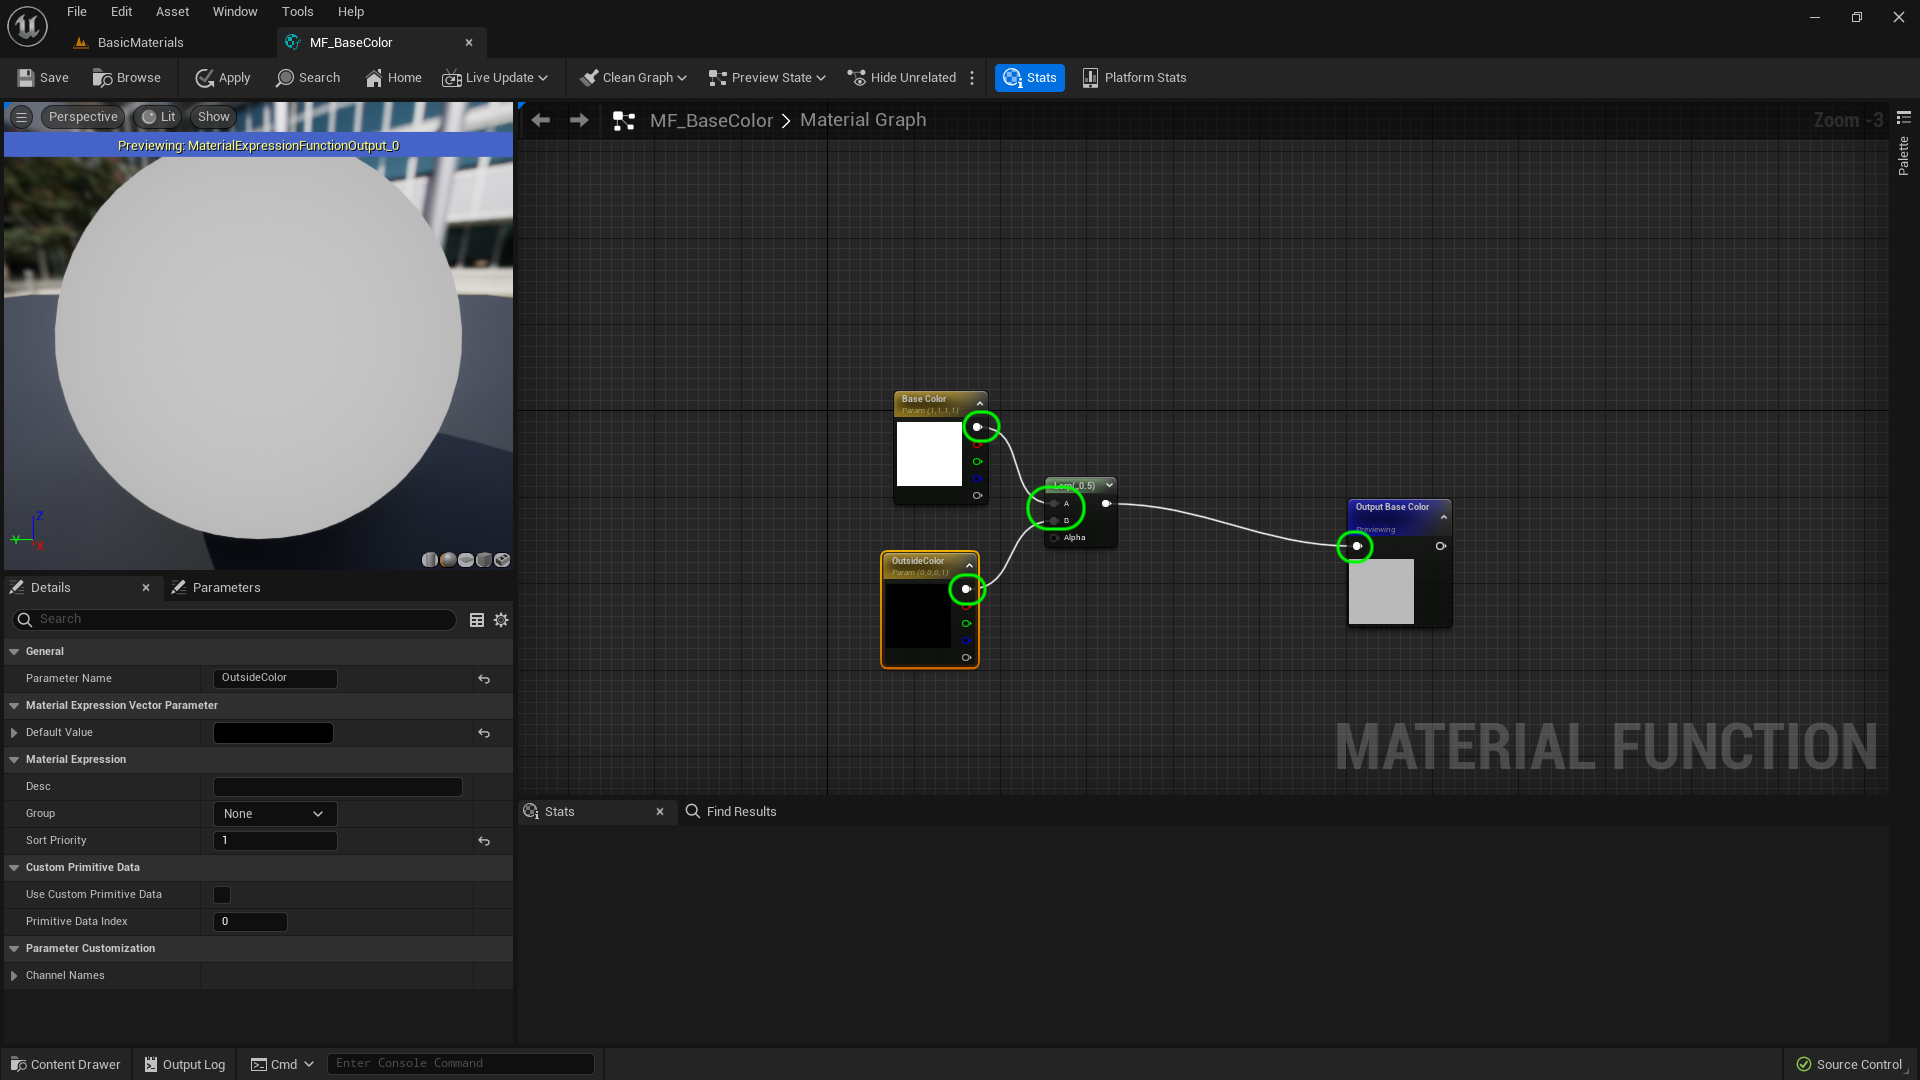 File Edit Asset Window Tools Help
BasicMaterials
MF_BaseColor
Save Browse Apply Search Home Live Update Clean Graph Preview State Hide Unrelated Stats Platform Stats
Perspective Lit Show
Previewing: MaterialExpressionFunctionOutput_0
MF_BaseColor Material Graph
Zoom -3
Palette
Base Color
Param (1,1,1,1)
Lerp(,,0.5)
A
B
Alpha
Output Base Color
Previewing
OutsideColor
Param (0,0,0,1)
MATERIAL FUNCTION
Z
Y
X
Details Parameters
Search
General
Parameter Name OutsideColor
Material Expression Vector Parameter
Default Value
Material Expression
Desc
Group None
Sort Priority 1
Custom Primitive Data
Use Custom Primitive Data
Primitive Data Index 0
Parameter Customization
Channel Names
Stats Find Results
Content Drawer Output Log Cmd Enter Console Command Source Control